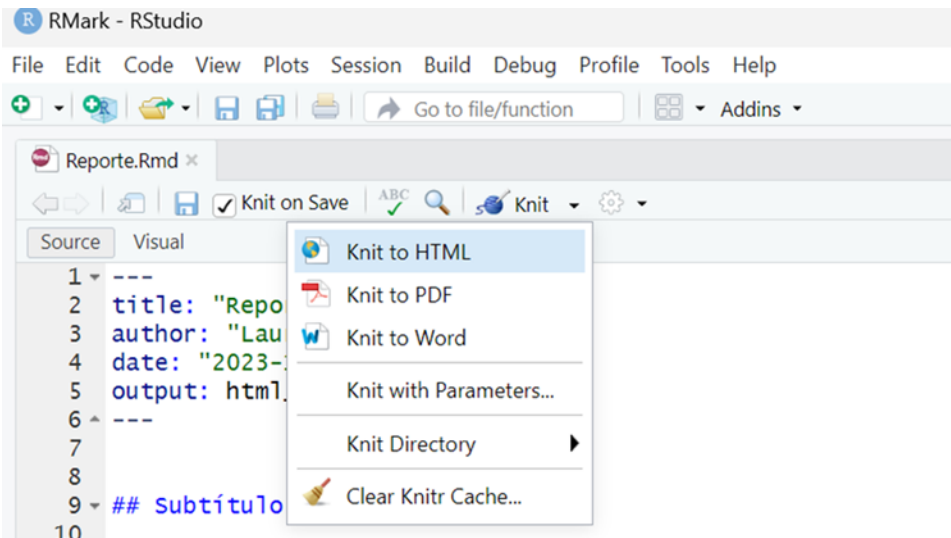 R RMark - RStudio
File Edit Code View Plots Session Build Debug Profile Tools Help
R Go to file/function Addins
Rmd Reporte.Rmd ×
Knit on Save ABC Knit
Source Visual
Knit to HTML
Knit to PDF
W Knit to Word
Knit with Parameters...
Knit Directory
Clear Knitr Cache...
1 ---
2 title: "Repo
3 author: "Lau
4 date: "2023-
5 output: html_
6 ---
7
8
9 ## Subtítulo
10